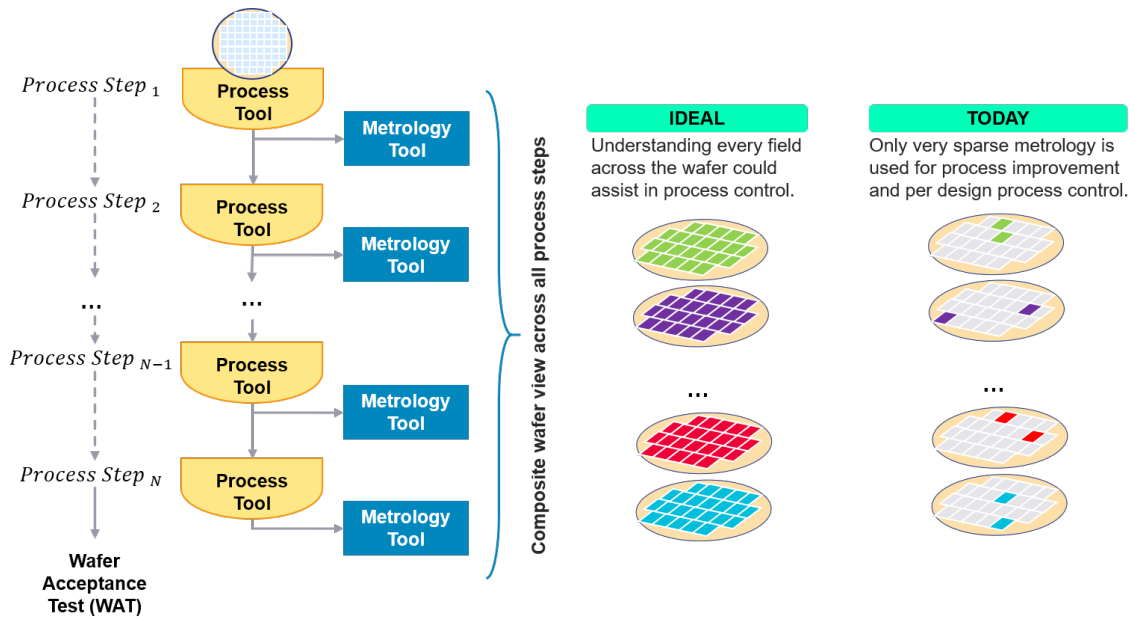 Process Step 1
Process
Tool
Metrology
Tool
Process Step 2
Process
Tool
Metrology
Tool
...
...
Process Step N−1
Process
Tool
Metrology
Tool
Process Step N
Process
Tool
Metrology
Tool
Wafer
Acceptance
Test (WAT)
Composite wafer view across all process steps
IDEAL
Understanding every field
across the wafer could
assist in process control.
...
TODAY
Only very sparse metrology is
used for process improvement
and per design process control.
...